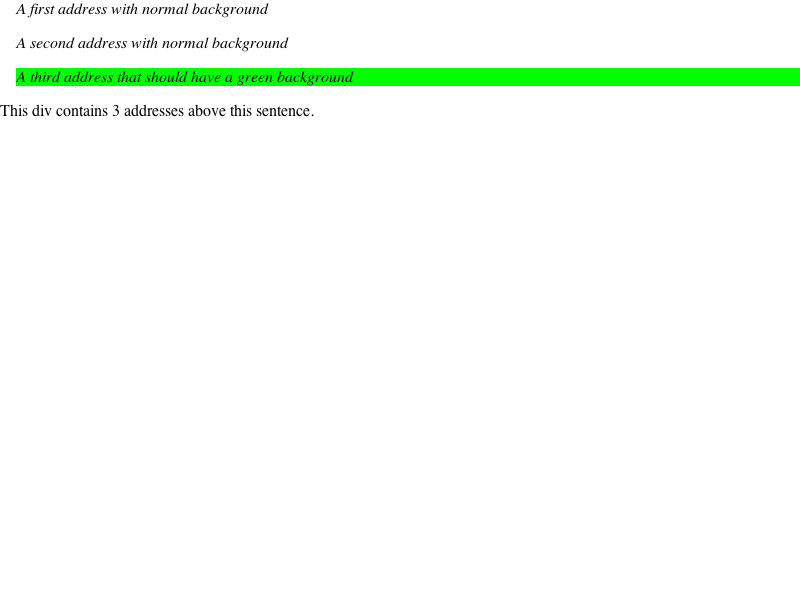 A first address with normal background
A second address with normal background
A third address that should have a green background
This div contains 3 addresses above this sentence.